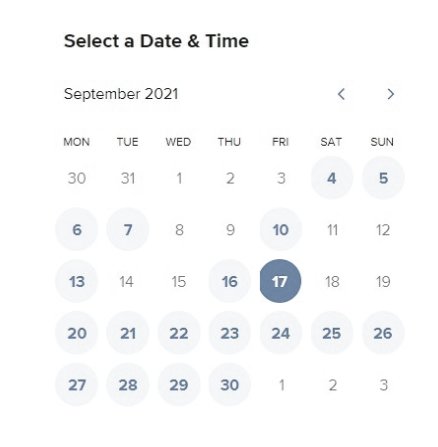 Select a Date & Time
September 2021
MON TUE WED THU FRI SAT SUN
30 31 1 2 3 4 5
6 7 8 9 10 11 12
13 14 15 16 17 18 19
20 21 22 23 24 25 26
27 28 29 30 1 2 3